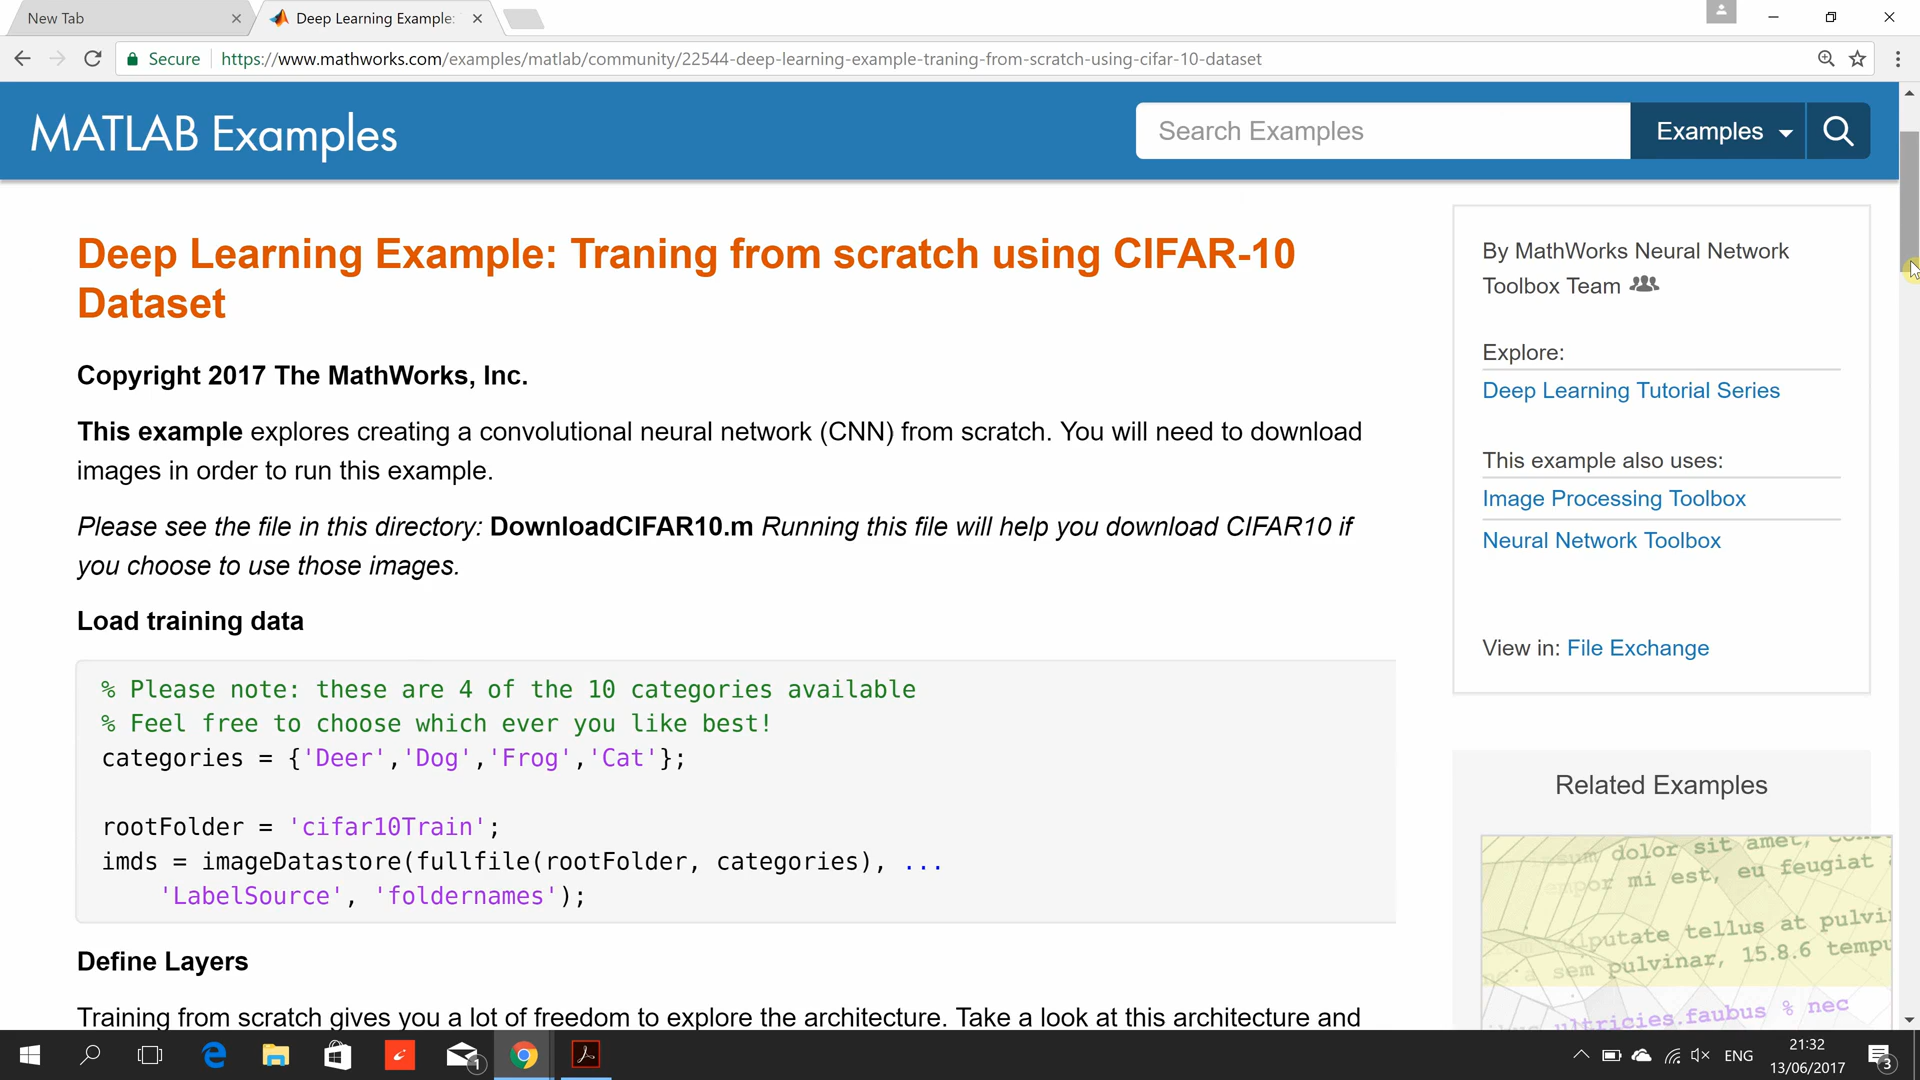 New Tab
Deep Learning Example:
Secure
https://www.mathworks.com/examples/matlab/community/22544-deep-learning-example-traning-from-scratch-using-cifar-10-dataset
MATLAB Examples
Search Examples
Examples
Deep Learning Example: Traning from scratch using CIFAR-10
Dataset
Copyright 2017 The MathWorks, Inc.
This example explores creating a convolutional neural network (CNN) from scratch. You will need to download
images in order to run this example.
Please see the file in this directory: DownloadCIFAR10.m Running this file will help you download CIFAR10 if
you choose to use those images.
Load training data
% Please note: these are 4 of the 10 categories available
% Feel free to choose which ever you like best!
categories = {'Deer','Dog','Frog','Cat'};
rootFolder = 'cifar10Train';
imds = imageDatastore(fullfile(rootFolder, categories), ...
'LabelSource', 'foldernames');
Define Layers
Training from scratch gives you a lot of freedom to explore the architecture. Take a look at this architecture and
By MathWorks Neural Network
Toolbox Team
Explore:
Deep Learning Tutorial Series
This example also uses:
Image Processing Toolbox
Neural Network Toolbox
View in: File Exchange
Related Examples
dolor sit amet,
mi est, eu feugiat
tellus at pulvi
sem pulvinar, 15.8.6 tempu
ultricies.faubus % nec
1
ENG
21:32
13/06/2017
3